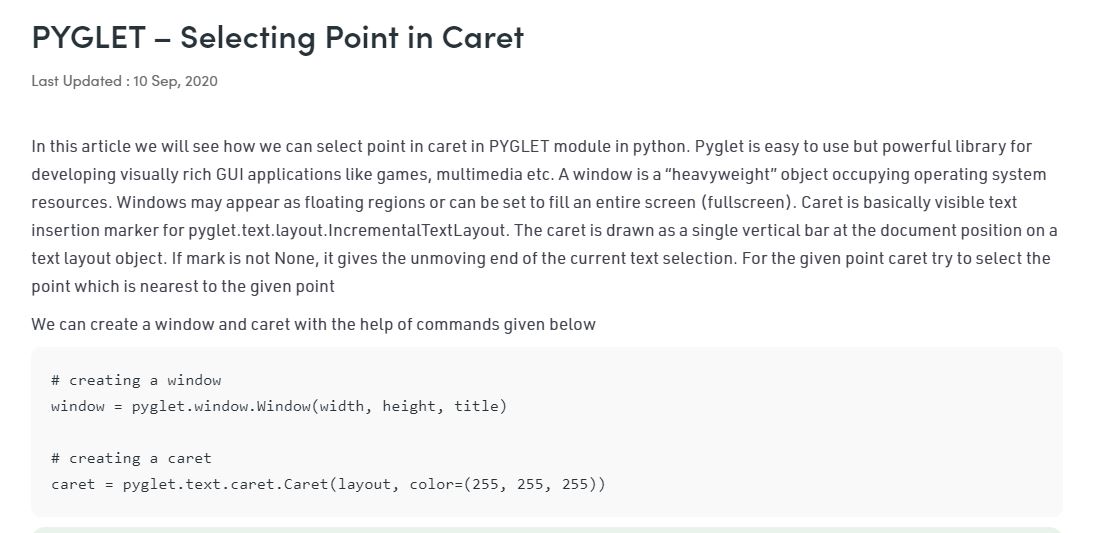 PYGLET – Selecting Point in Caret
Last Updated : 10 Sep, 2020
In this article we will see how we can select point in caret in PYGLET module in python. Pyglet is easy to use but powerful library for
developing visually rich GUI applications like games, multimedia etc. A window is a “heavyweight” object occupying operating system
resources. Windows may appear as floating regions or can be set to fill an entire screen (fullscreen). Caret is basically visible text
insertion marker for pyglet.text.layout.IncrementalTextLayout. The caret is drawn as a single vertical bar at the document position on a
text layout object. If mark is not None, it gives the unmoving end of the current text selection. For the given point caret try to select the
point which is nearest to the given point
We can create a window and caret with the help of commands given below
# creating a window
window = pyglet.window.Window(width, height, title)
# creating a caret
caret = pyglet.text.caret.Caret(layout, color=(255, 255, 255))